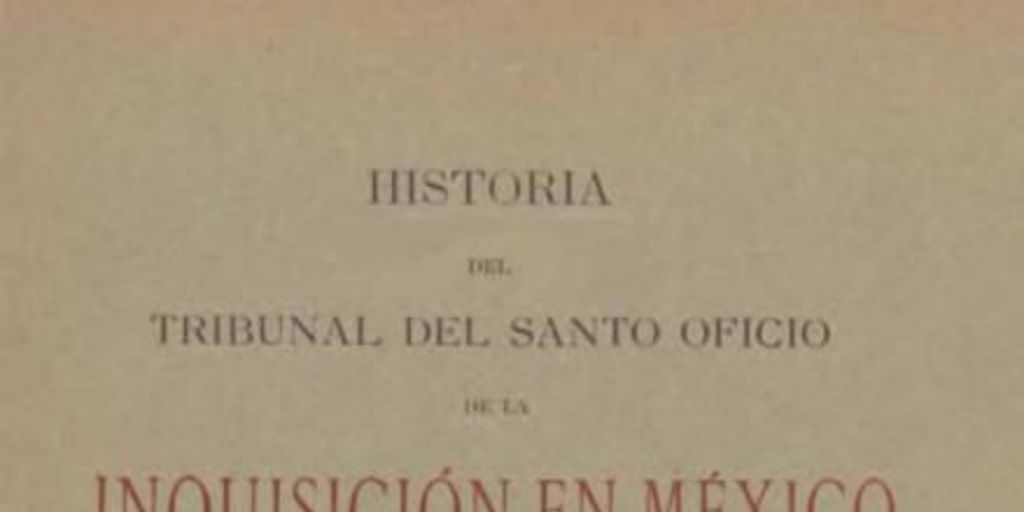 HISTORIA
DEL
TRIBUNAL DEL SANTO OFICIO
DE LA
INQUISICIÓN EN MÉXICO